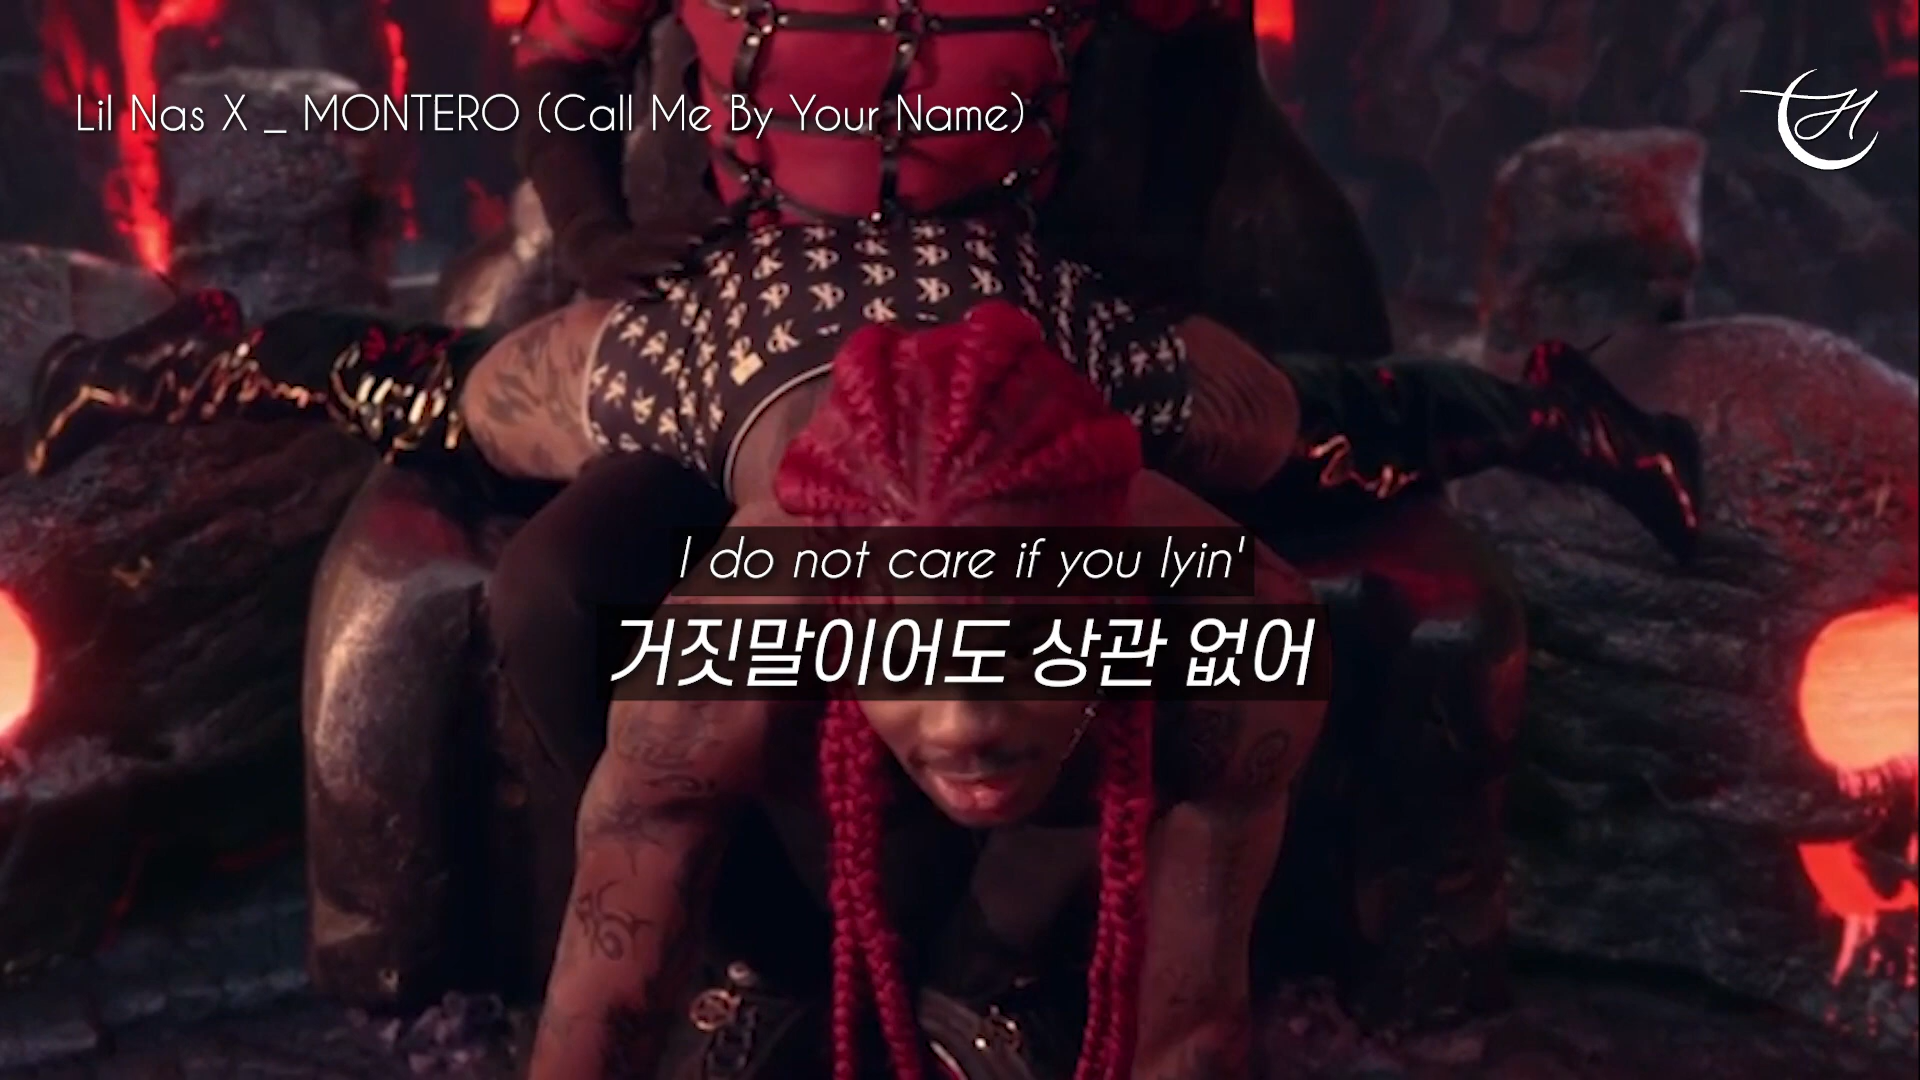 Lil Nas X _ MONTERO (Call Me By Your Name)
I do not care if you lyin'
거짓말이어도 상관 없어